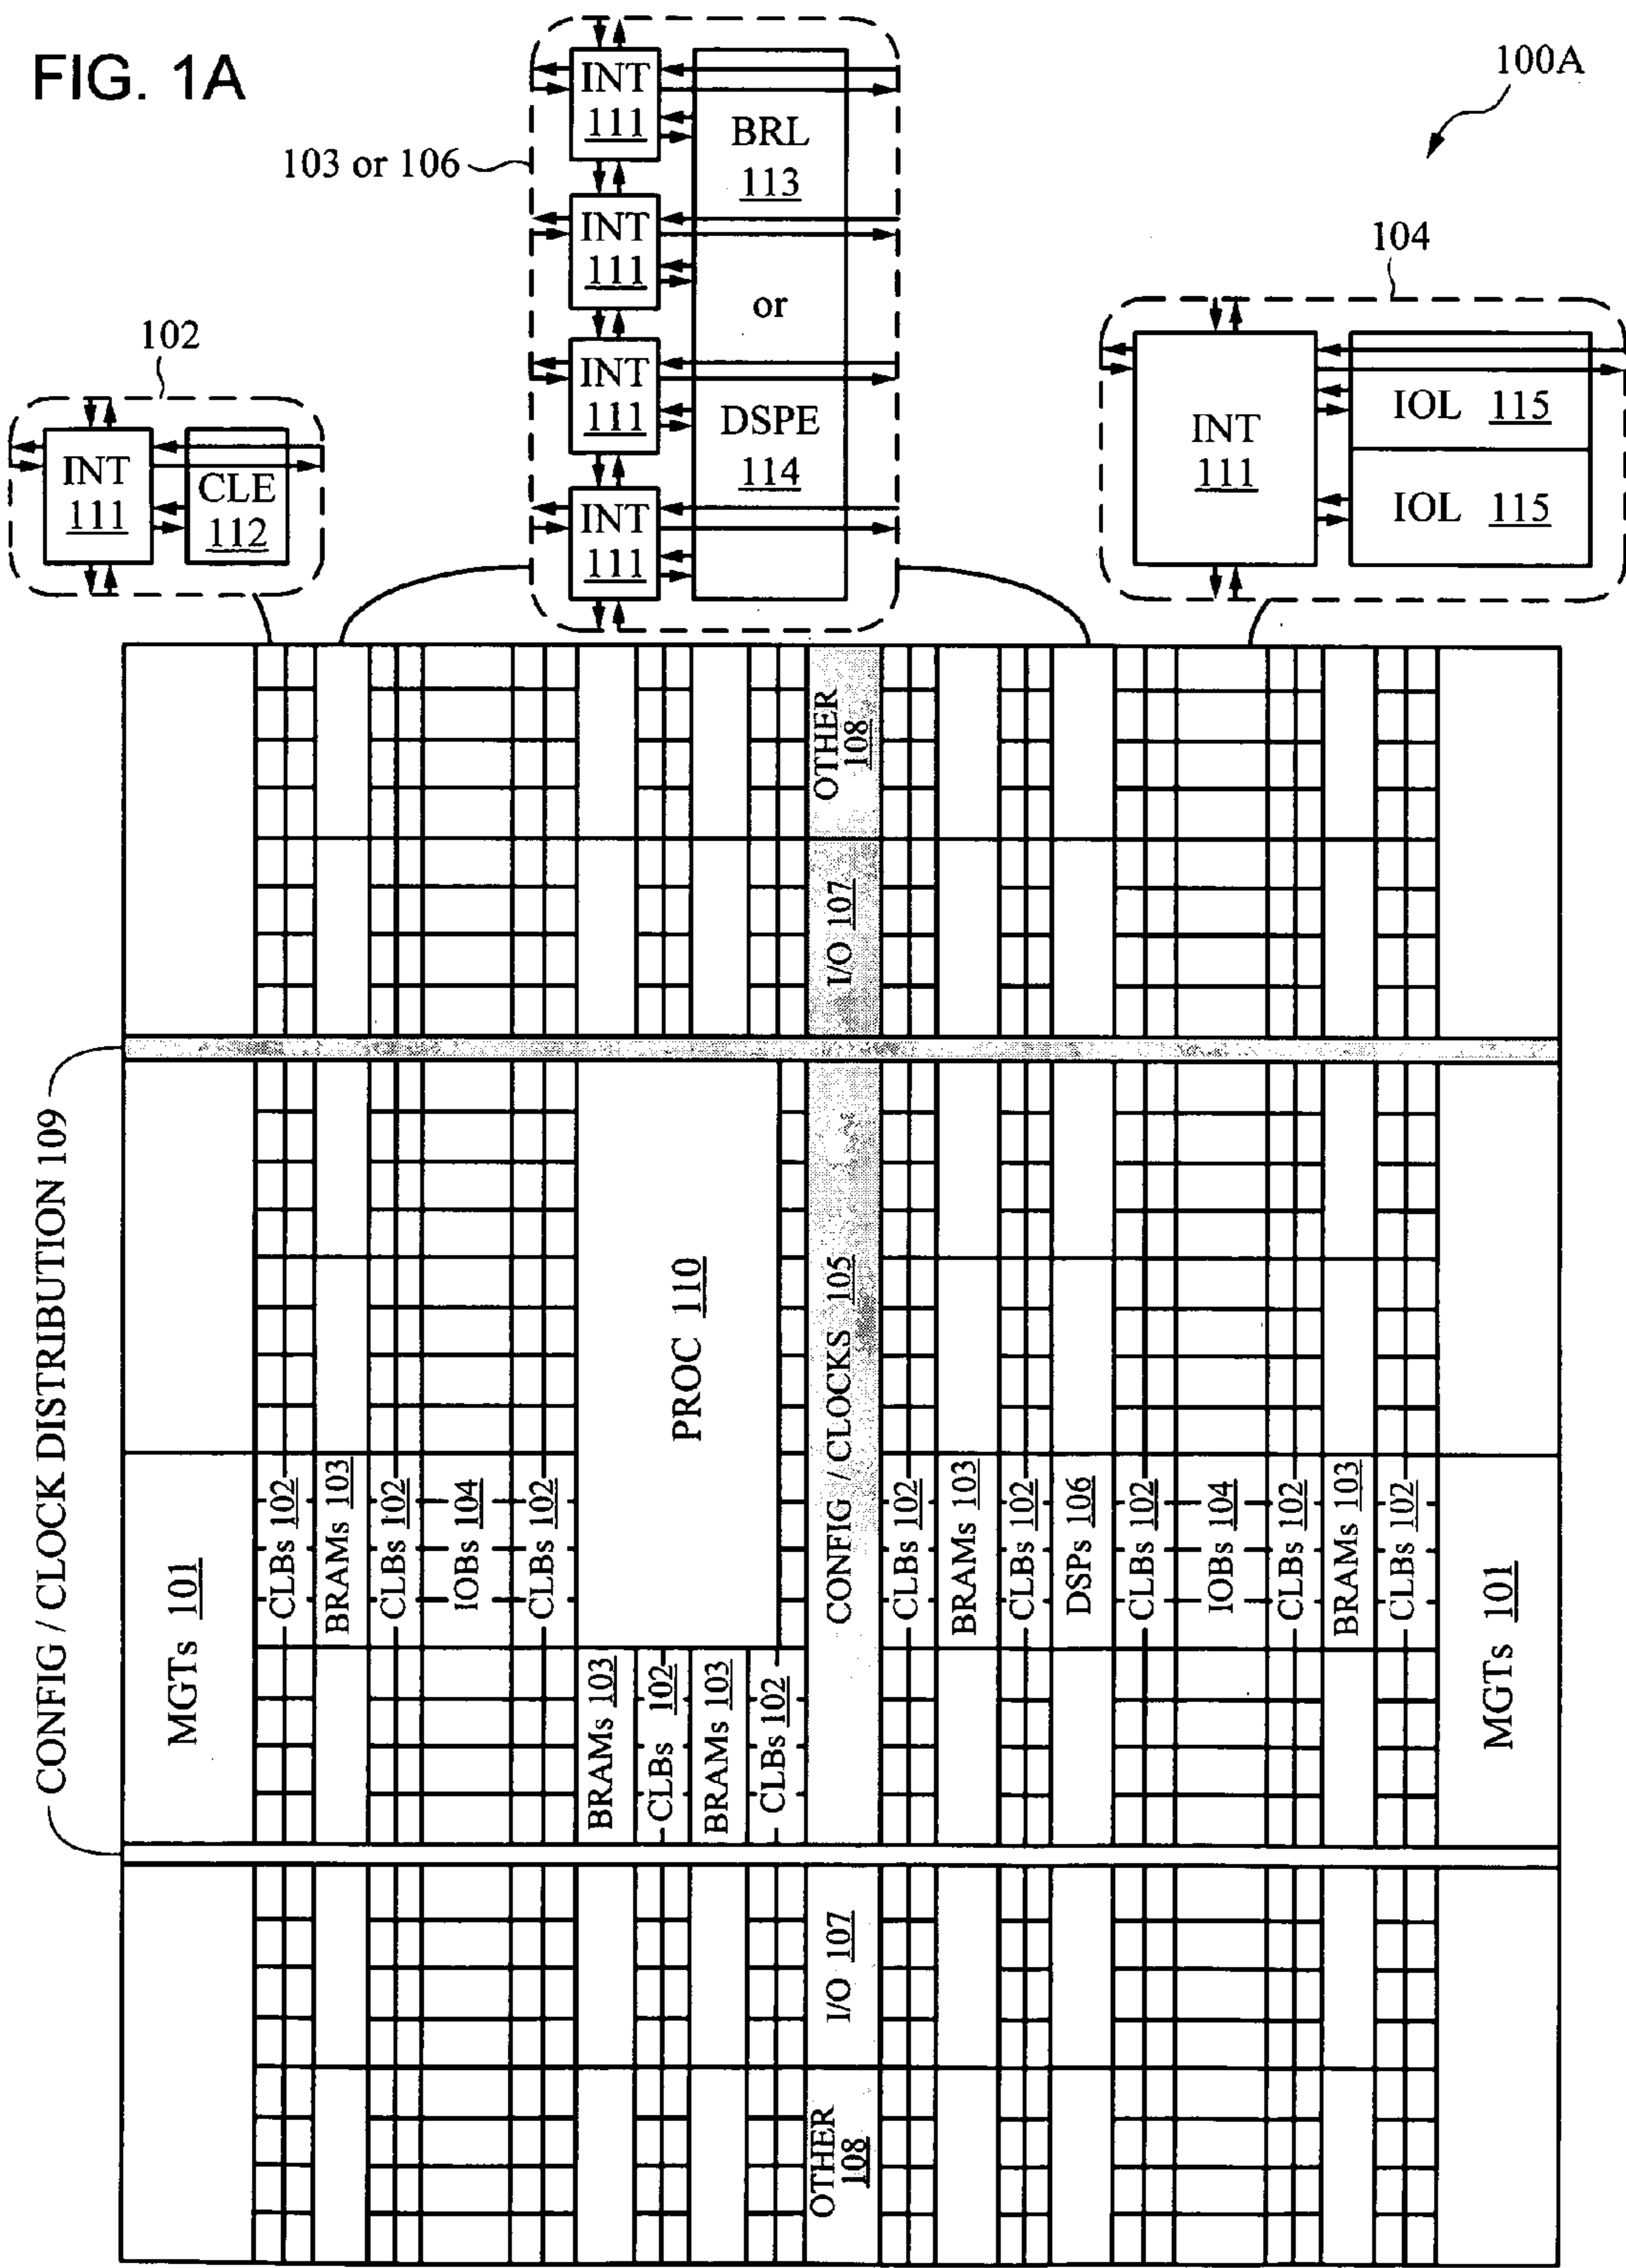 FIG. 1A
100A
103 or 106
INT
111
INT
111
INT
111
INT
111
BRL
113
or
DSPE
114
104
INT
111
IOL 115
IOL 115
102
INT
111
CLE
112
OTHER
108
I/O 107
CONFIG / CLOCK DISTRIBUTION 109
PROC 110
CONFIG / CLOCKS 105
MGTs 101
CLBs 102
BRAMs 103
CLBs 102
IOBs 104
CLBs 102
BRAMs 103
CLBs 102
BRAMs 103
CLBs 102
CLBs 102
BRAMs 103
CLBs 102
DSPs 106
CLBs 102
IOBs 104
CLBs 102
BRAMs 103
CLBs 102
MGTs 101
I/O 107
OTHER
108